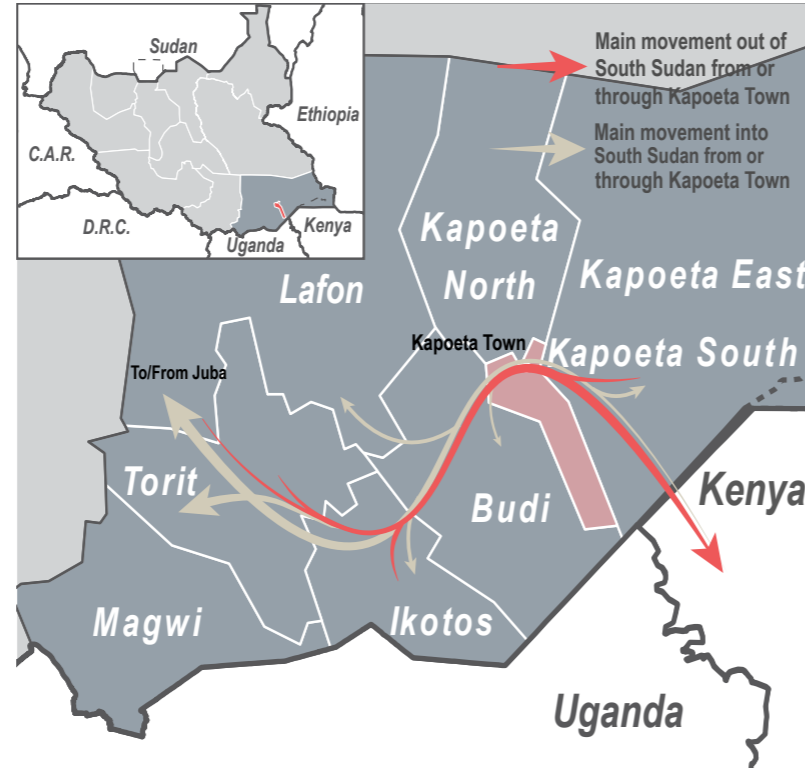 Sudan
Ethiopia
C.A.R.
D.R.C.
Kenya
Uganda
Main movement out of
South Sudan from or
through Kapoeta Town
Main movement into
South Sudan from or
through Kapoeta Town
Kapoeta
North
Lafon
Kapoeta East
Kapoeta Town
Kapoeta South
To/From Juba
Torit
Kenya
Budi
Magwi
Ikotos
Uganda